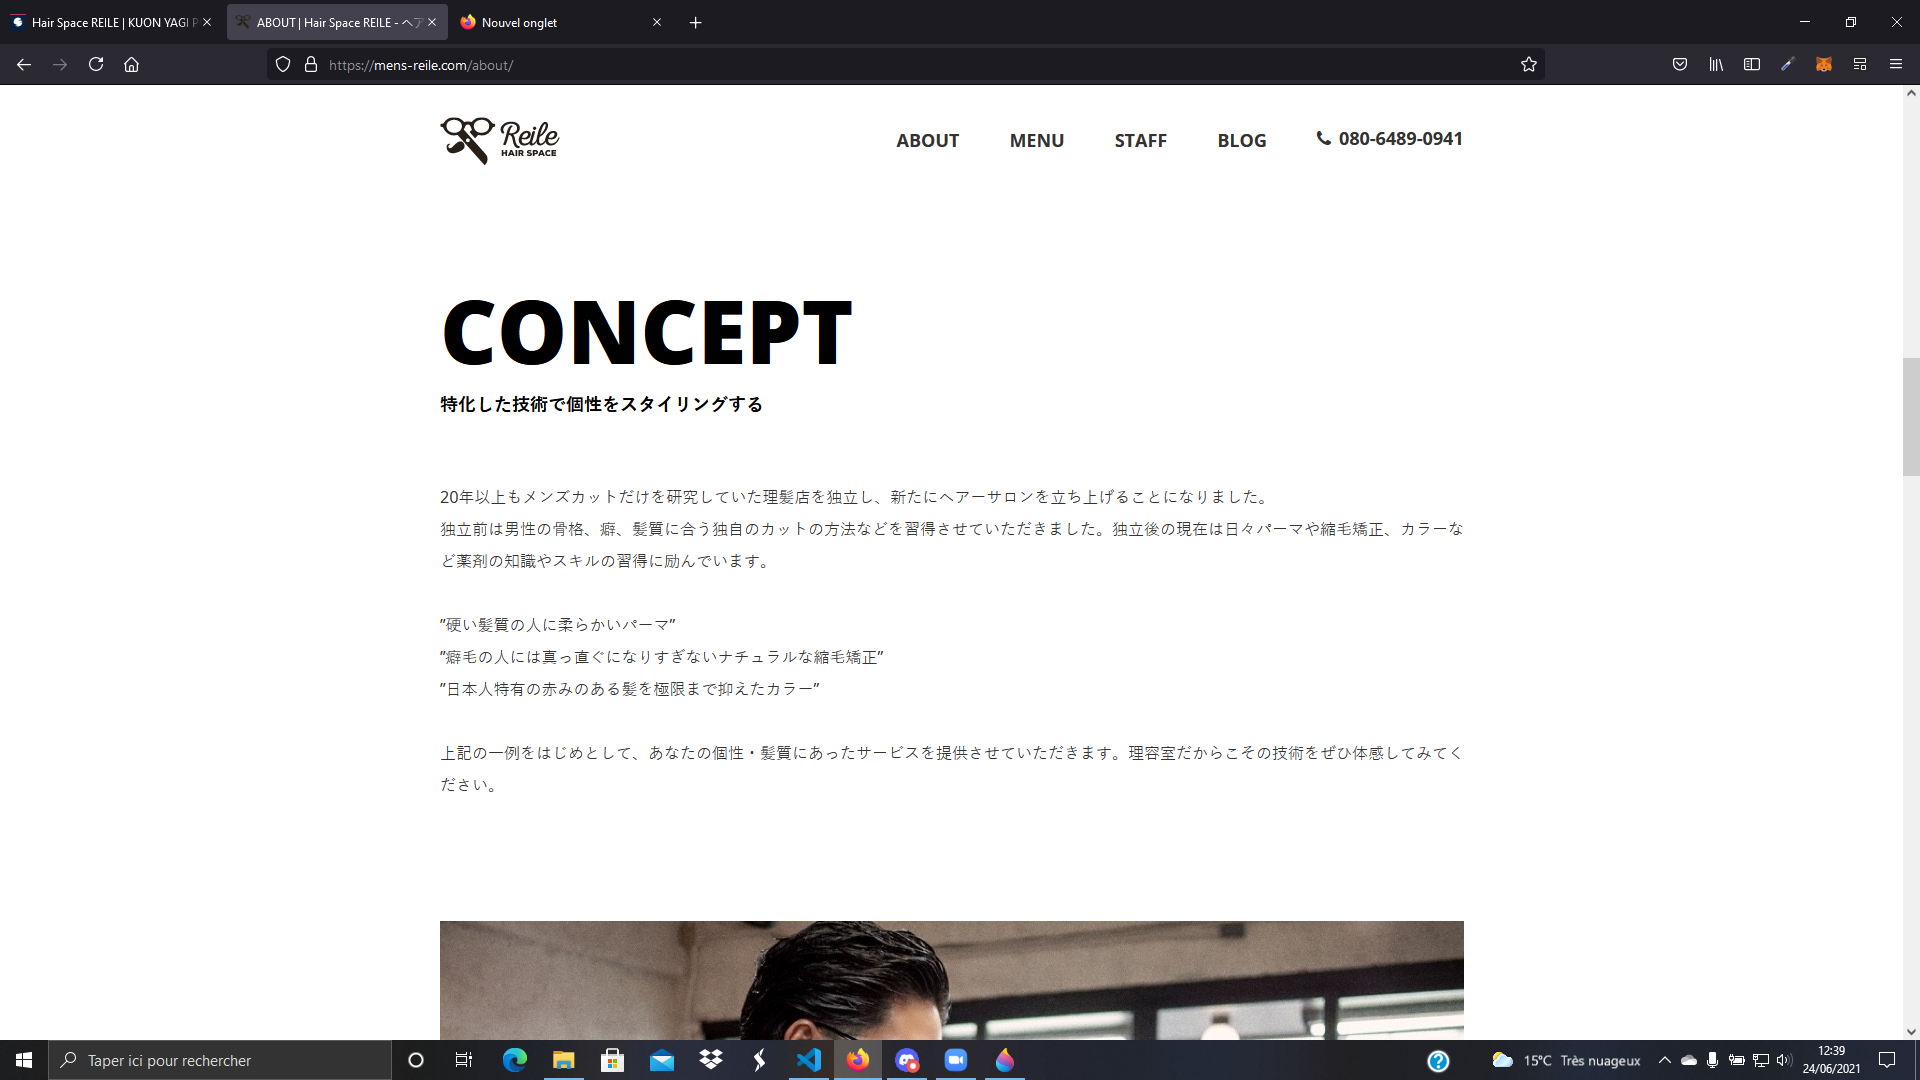 Hair Space REILE | KUON YAGI P
ABOUT | Hair Space REILE - ヘア
Nouvel onglet
https://mens-reile.com/about/
Reile
HAIR SPACE
ABOUT
MENU
STAFF
BLOG
080-6489-0941
CONCEPT
特化した技術で個性をスタイリングする
20年以上もメンズカットだけを研究していた理髪店を独立し、新たにヘアーサロンを立ち上げることになりました。
独立前は男性の骨格、癖、髪質に合う独自のカットの方法などを習得させていただきました。独立後の現在は日々パーマや縮毛矯正、カラーな
ど薬剤の知識やスキルの習得に励んでいます。
”硬い髪質の人に柔らかいパーマ”
”癖毛の人には真っ直ぐになりすぎないナチュラルな縮毛矯正”
”日本人特有の赤みのある髪を極限まで抑えたカラー”
上記の一例をはじめとして、あなたの個性・髪質にあったサービスを提供させていただきます。理容室だからこその技術をぜひ体感してみてく
ださい。
Taper ici pour rechercher
15°C Très nuageux
12:39
24/06/2021